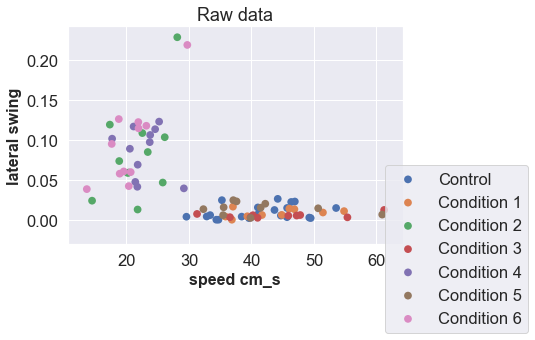 Raw data
0.20
0.15
0.10
0.05
0.00
lateral swing
20 30 40 50 60
speed cm_s
Control
Condition 1
Condition 2
Condition 3
Condition 4
Condition 5
Condition 6